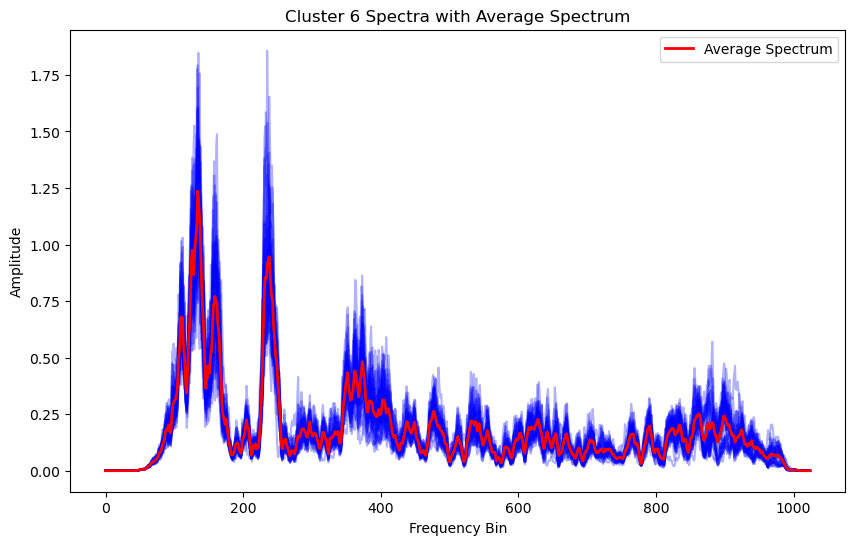 Cluster 6 Spectra with Average Spectrum
Average Spectrum
1.75
1.50
1.25
1.00
0.75
0.50
0.25
0.00
Amplitude
0 200 400 600 800 1000
Frequency Bin